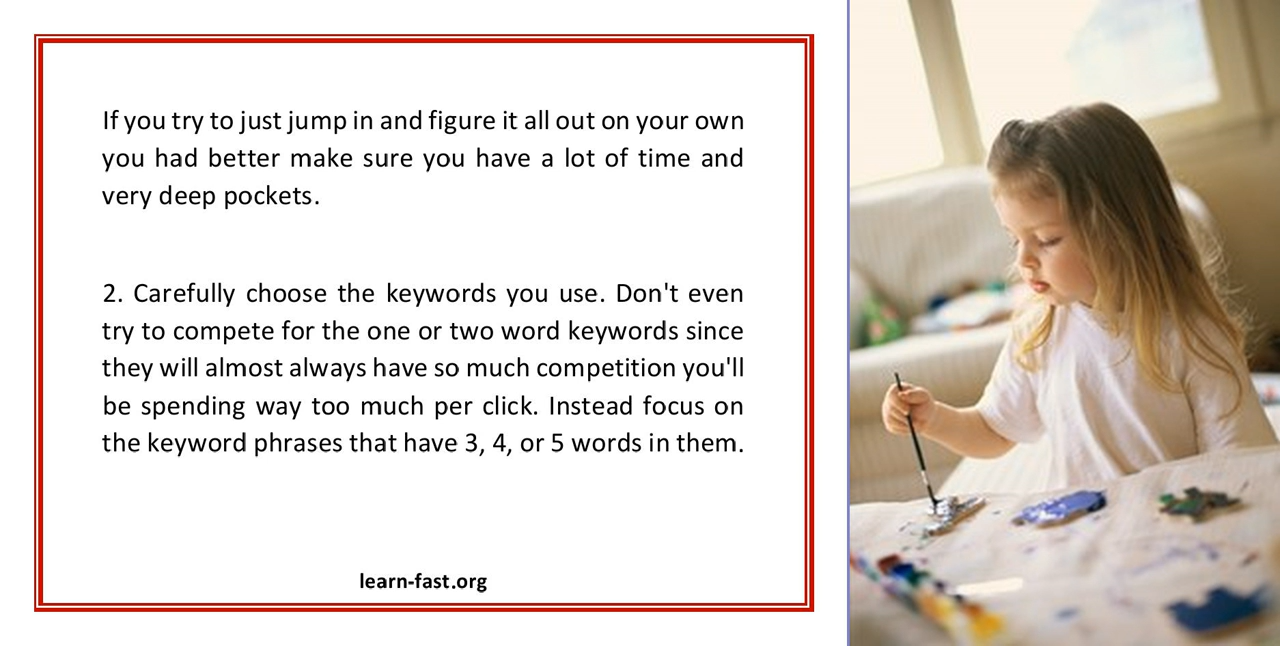 If you try to just jump in and figure it all out on your own
you had better make sure you have a lot of time and
very deep pockets.
2. Carefully choose the keywords you use. Don't even
try to compete for the one or two word keywords since
they will almost always have so much competition you'll
be spending way too much per click. Instead focus on
the keyword phrases that have 3, 4, or 5 words in them.
learn-fast.org